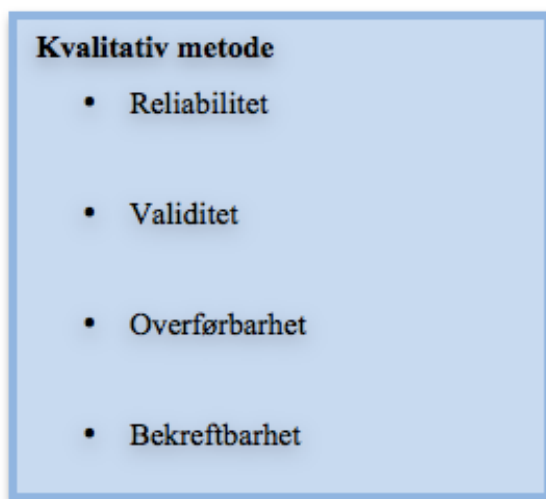 Kvalitativ metode
• Reliabilitet
• Validitet
• Overførbarhet
• Bekreftbarhet